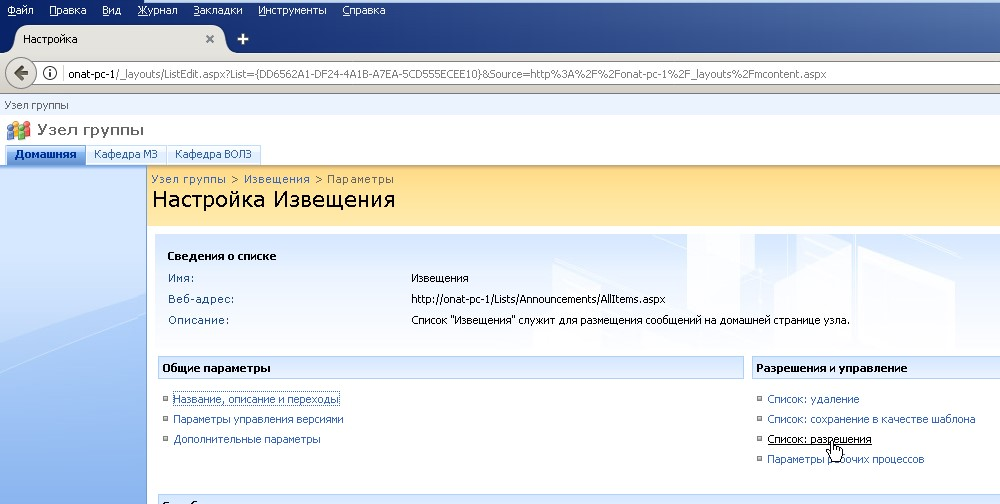 Файл Правка Вид Журнал Закладки Инструменты Справка
Настройка
onat-pc-1/_layouts/ListEdit.aspx?List={DD6562A1-DF24-4A1B-A7EA-5CD555ECEE10}&Source=http%3A%2F%2Fonat-pc-1%2F_layouts%2Fmcontent.aspx
Узел группы
Узел группы
Домашняя Кафедра МЗ Кафедра ВОЛЗ
Узел группы > Извещения > Параметры
Настройка Извещения
Сведения о списке
Имя: Извещения
Веб-адрес: http://onat-pc-1/Lists/Announcements/AllItems.aspx
Описание: Список "Извещения" служит для размещения сообщений на домашней странице узла.
Общие параметры Разрешения и управление
Название, описание и переходы Список: удаление
Параметры управления версиями Список: сохранение в качестве шаблона
Дополнительные параметры Список: разрешения
Параметры рабочих процессов